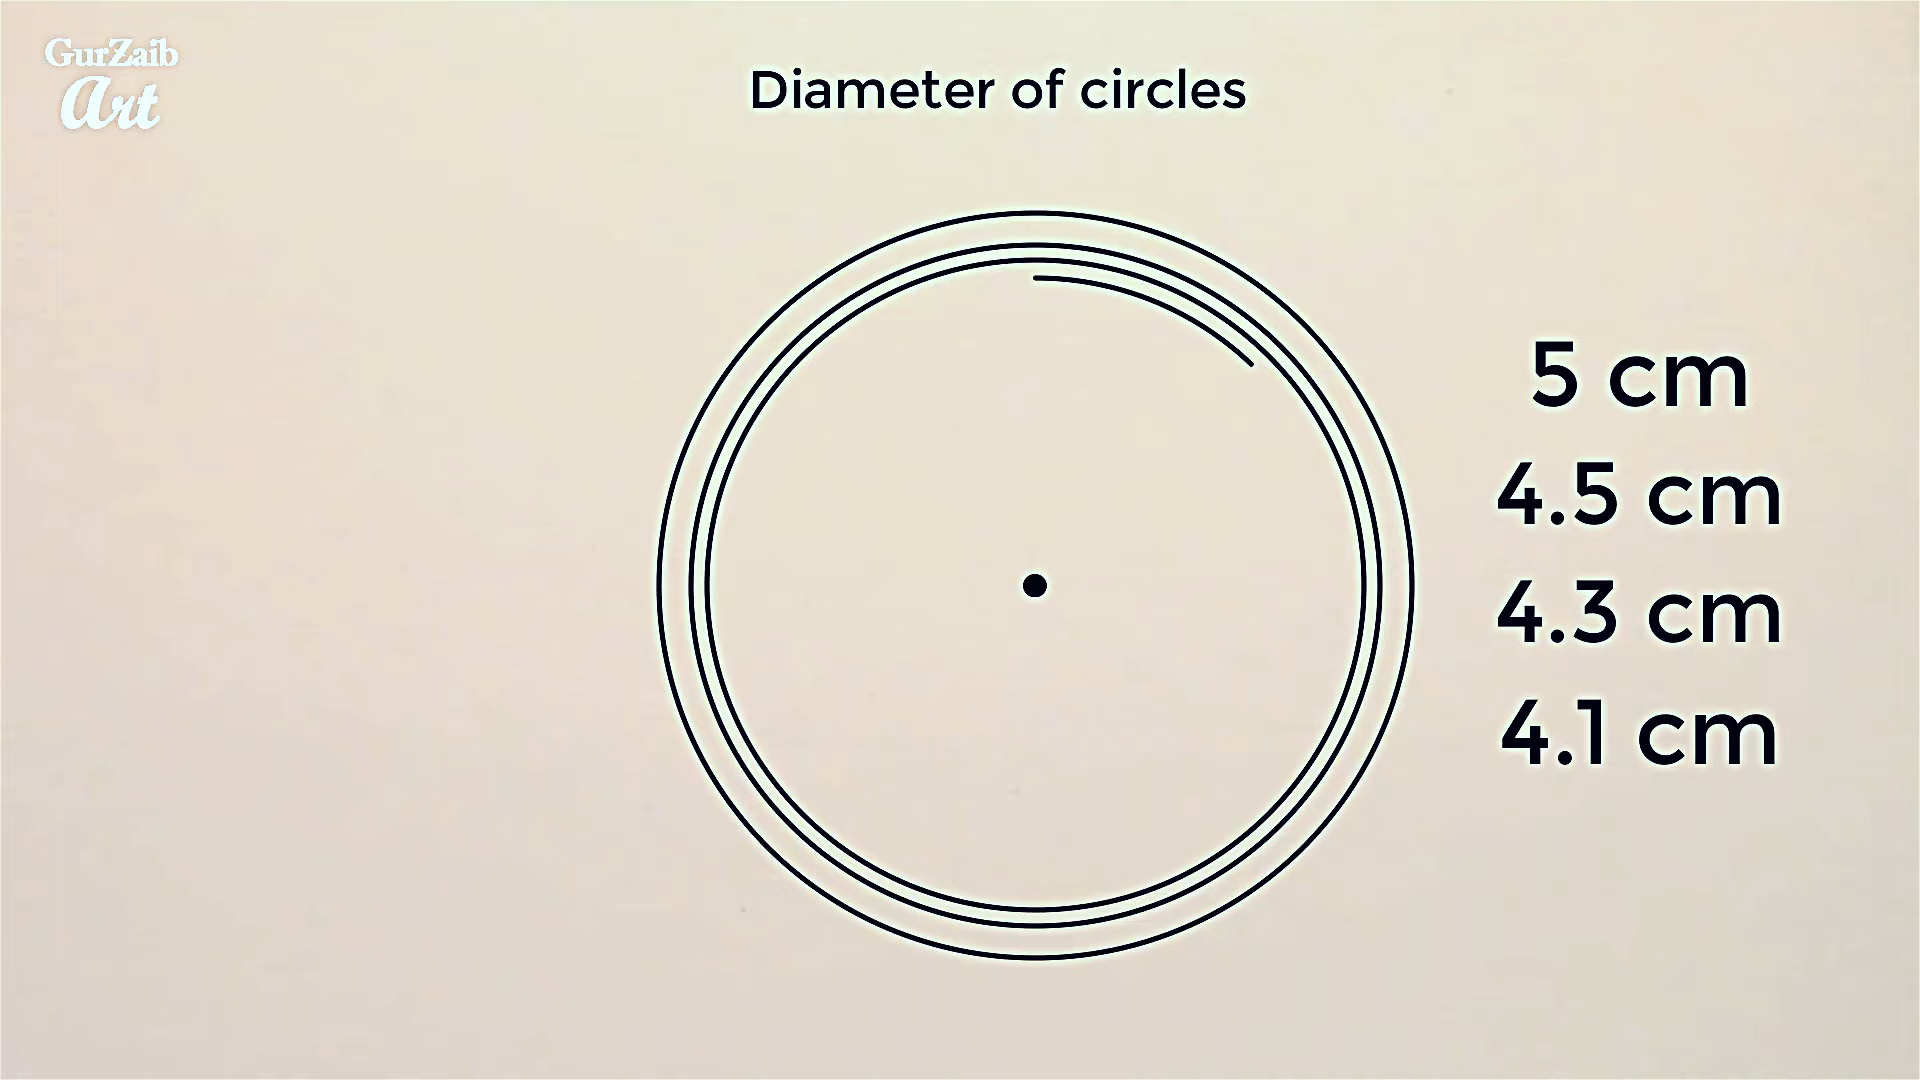 GurZaib
Art
Diameter of circles
5 cm
4.5 cm
4.3 cm
4.1 cm